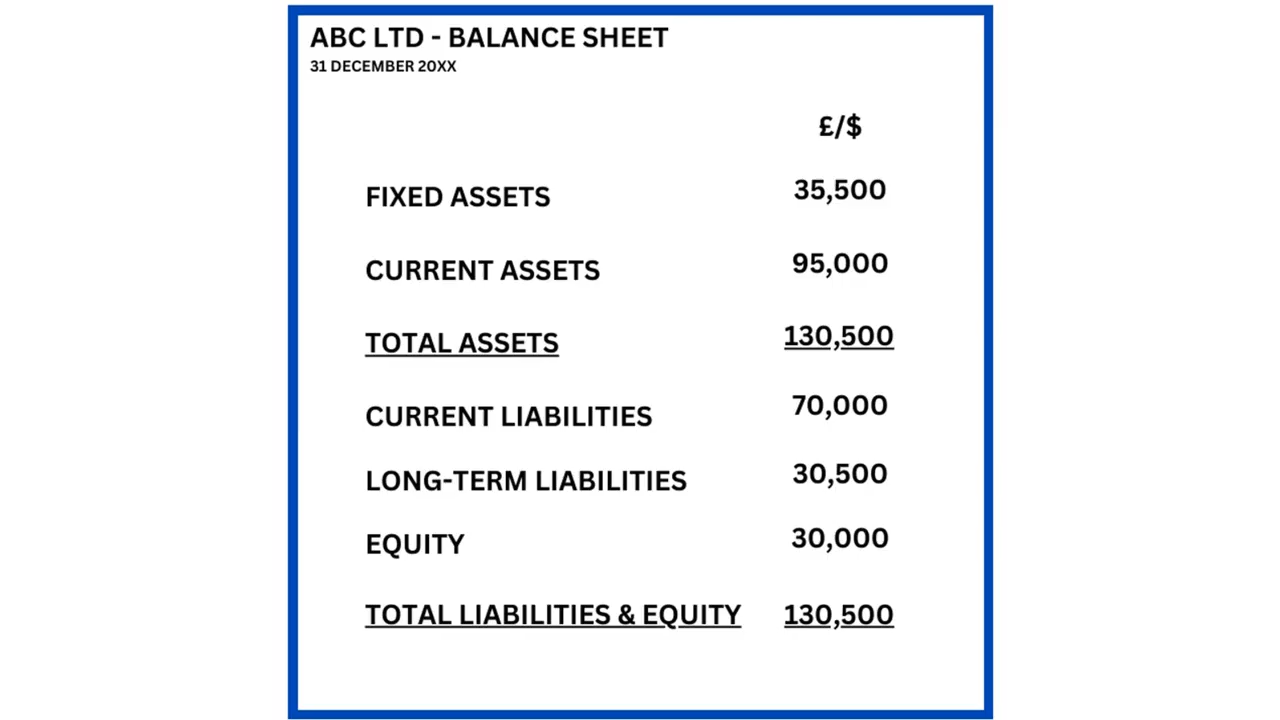 ABC LTD - BALANCE SHEET
31 DECEMBER 20XX
£/$
FIXED ASSETS 35,500
CURRENT ASSETS 95,000
TOTAL ASSETS 130,500
CURRENT LIABILITIES 70,000
LONG-TERM LIABILITIES 30,500
EQUITY 30,000
TOTAL LIABILITIES & EQUITY 130,500